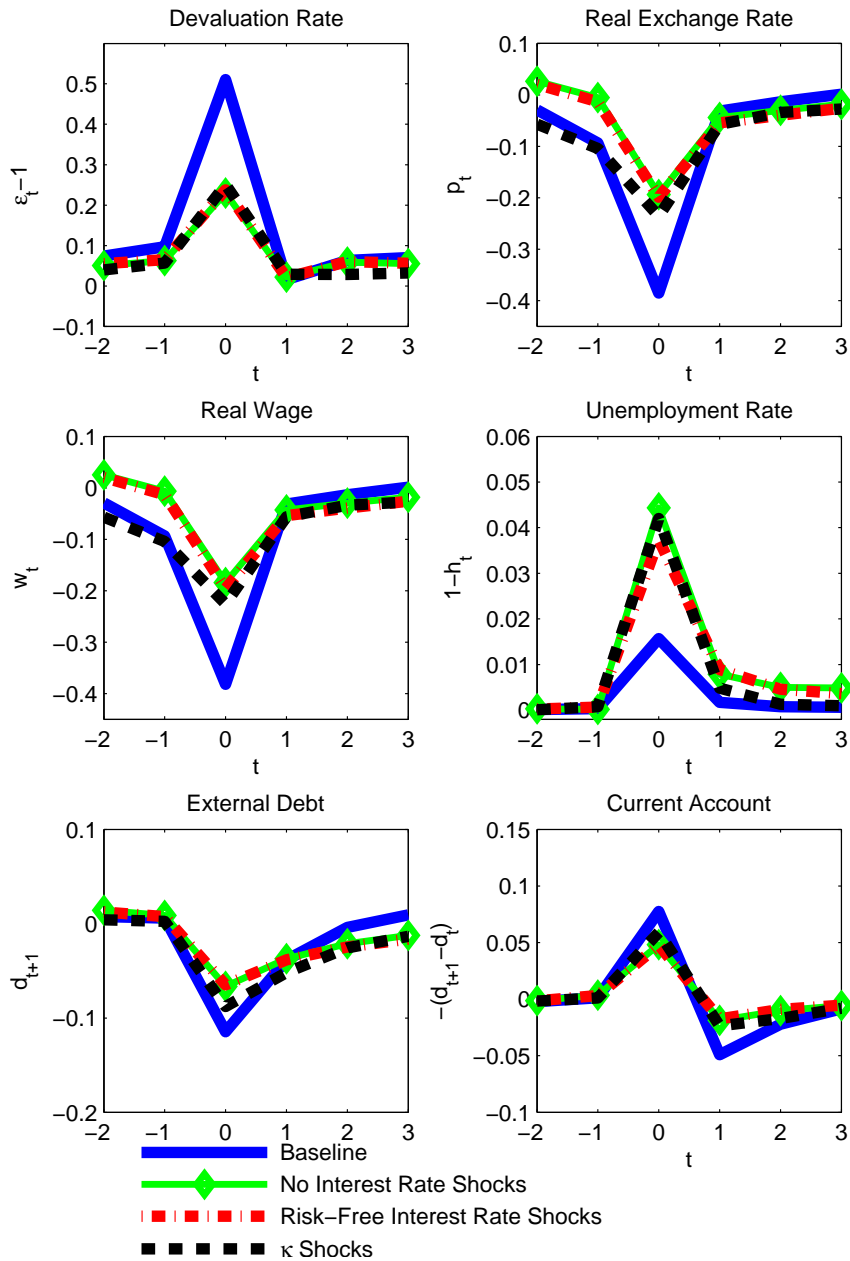 Devaluation Rate
Real Exchange Rate
0.5
0.4
0.3
0.2
0.1
0
−0.1
ε_t−1
−2 −1 0 1 2 3
t
0.1
0
−0.1
−0.2
−0.3
−0.4
p_t
−2 −1 0 1 2 3
t
Real Wage
Unemployment Rate
0.1
0
−0.1
−0.2
−0.3
−0.4
w_t
−2 −1 0 1 2 3
t
0.06
0.05
0.04
0.03
0.02
0.01
0
1−h_t
−2 −1 0 1 2 3
t
External Debt
Current Account
0.1
0
−0.1
−0.2
d_{t+1}
−2 −1 0 1 2 3
0.15
0.1
0.05
0
−0.05
−0.1
−(d_{t+1}−d_t)
−2 −1 0 1 2 3
t
Baseline
No Interest Rate Shocks
Risk−Free Interest Rate Shocks
κ Shocks